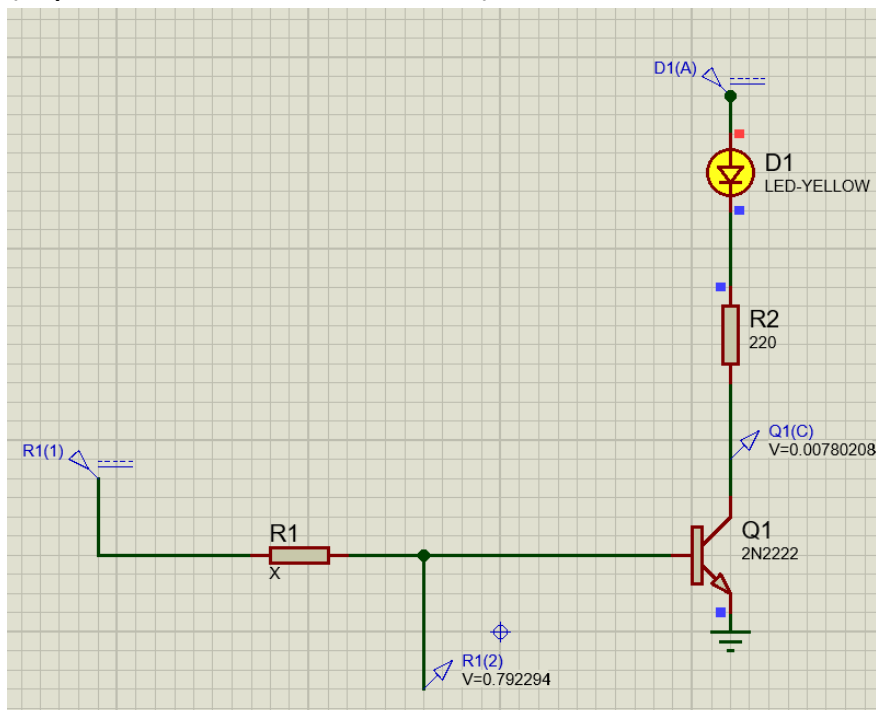 D1(A)
D1
LED-YELLOW
R2
220
Q1(C)
V=0.00780208
R1(1)
R1
X
Q1
2N2222
R1(2)
V=0.792294